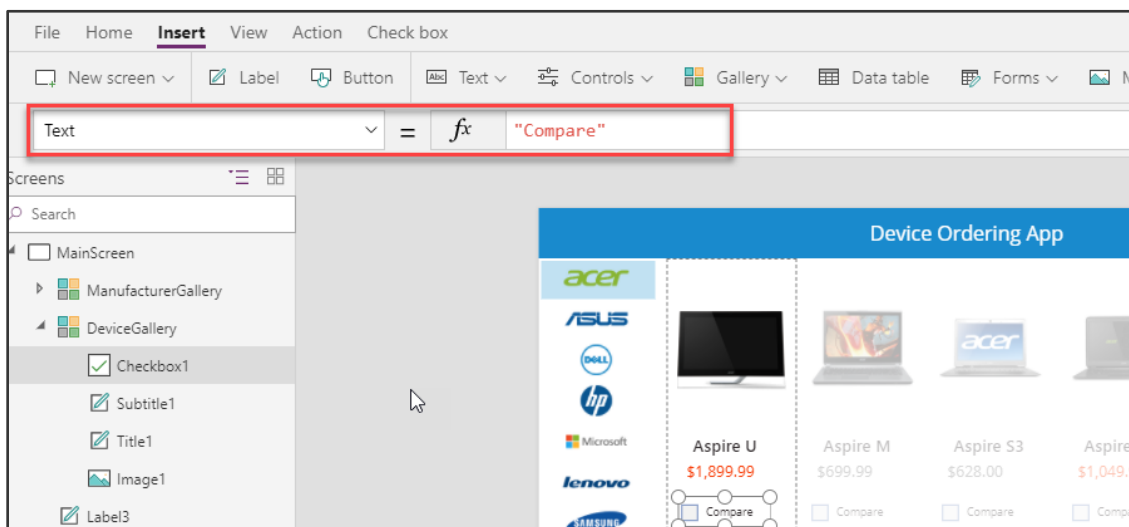 File Home Insert View Action Check box
New screen Label Button Abc Text Controls Gallery Data table Forms
Text = fx "Compare"
Screens
Search
MainScreen
ManufacturerGallery
DeviceGallery
Checkbox1
Subtitle1
Title1
Image1
Label3
Device Ordering App
acer
ASUS
DELL
hp
Microsoft
lenovo
SAMSUNG
acer
Aspire U Aspire M Aspire S3 Aspire
$1,899.99 $699.99 $628.00 $1,049.
Compare Compare Compare Comp